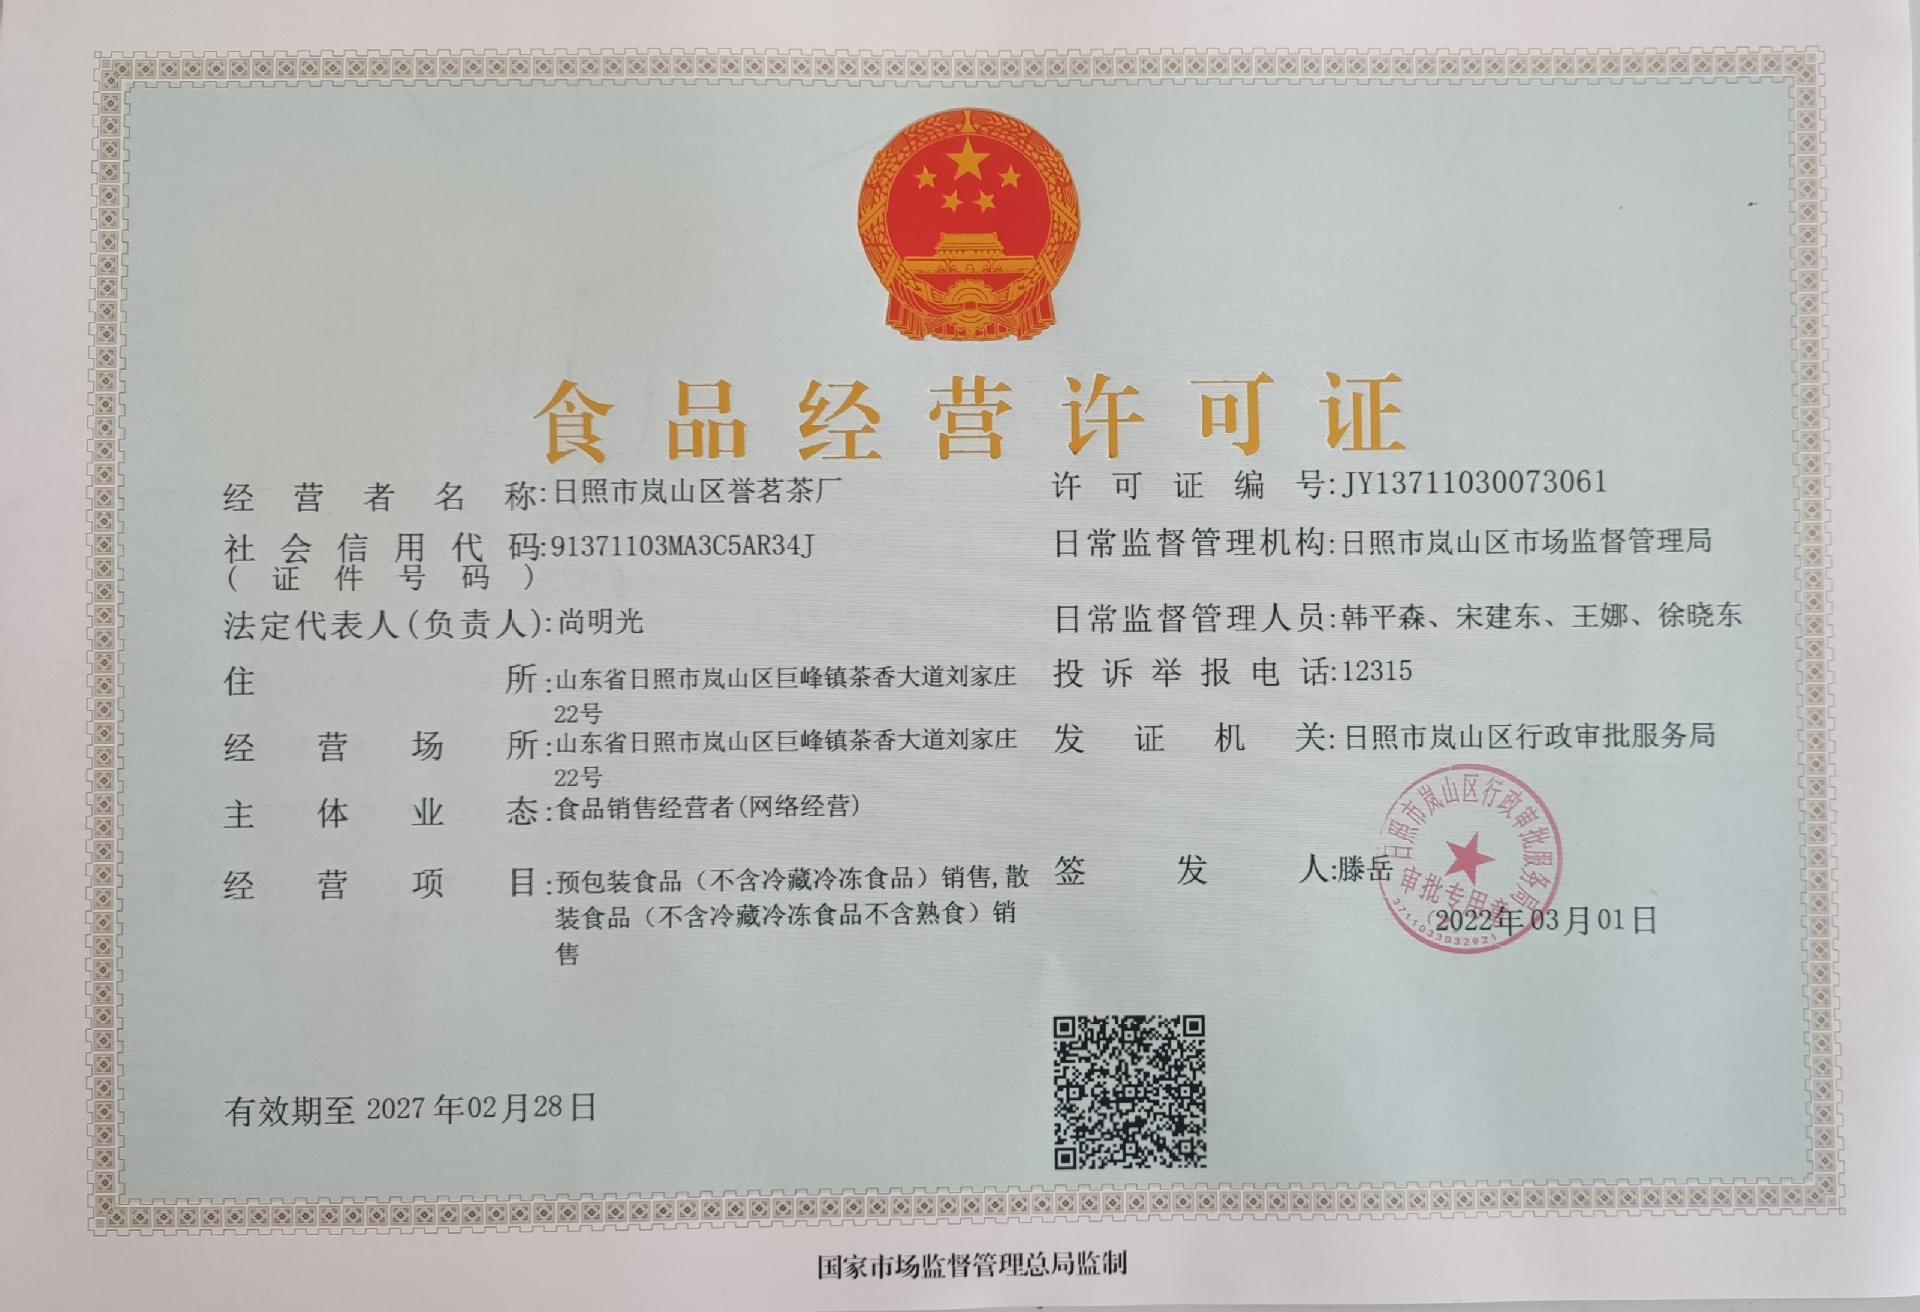 食品经营许可证
经营者名称:日照市岚山区誉茗茶厂
社会信用代码:91371103MA3C5AR34J
(证件号码)
法定代表人(负责人):尚明光
住所:山东省日照市岚山区巨峰镇茶香大道刘家庄
22号
经营场所:山东省日照市岚山区巨峰镇茶香大道刘家庄
22号
主体业态:食品销售经营者(网络经营)
经营项目:预包装食品（不含冷藏冷冻食品）销售,散
装食品（不含冷藏冷冻食品不含熟食）销
售
有效期至 2027年02月28日
许可证编号:JY13711030073061
日常监督管理机构:日照市岚山区市场监督管理局
日常监督管理人员:韩平森、宋建东、王娜、徐晓东
投诉举报电话:12315
发证机关:日照市岚山区行政审批服务局
签发人:滕岳
日照市岚山区行政审批服务局
审批专用章
3711033032921
2022年03月01日
国家市场监督管理总局监制